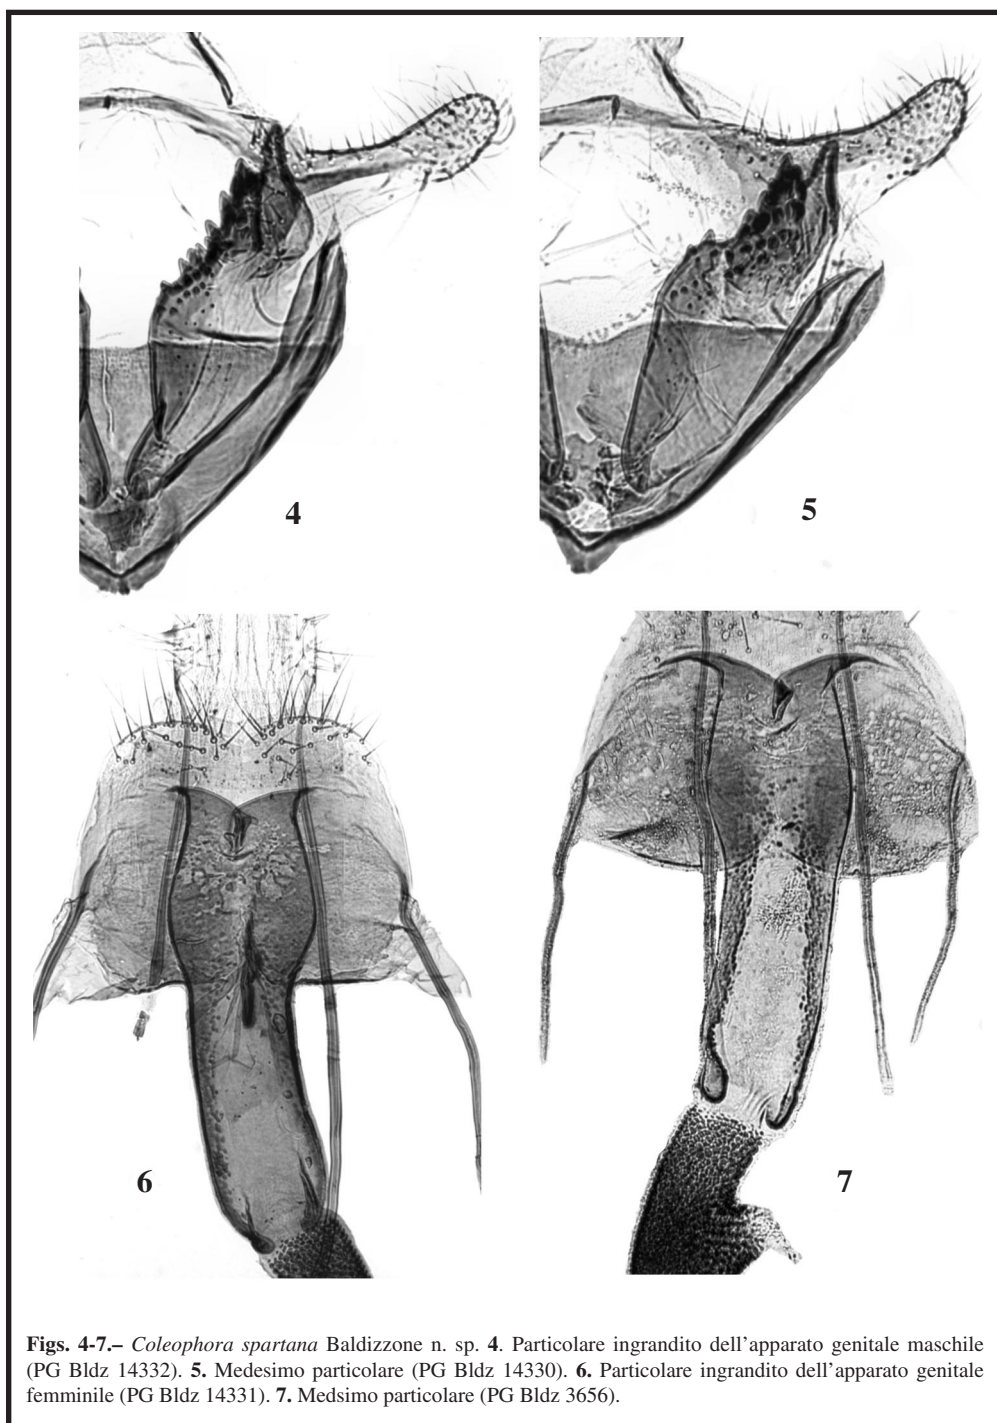 4
5
6
7
Figs. 4-7.– Coleophora spartana Baldizzone n. sp. 4. Particolare ingrandito dell’apparato genitale maschile
(PG Bldz 14332). 5. Medesimo particolare (PG Bldz 14330). 6. Particolare ingrandito dell’apparato genitale
femminile (PG Bldz 14331). 7. Medsimo particolare (PG Bldz 3656).